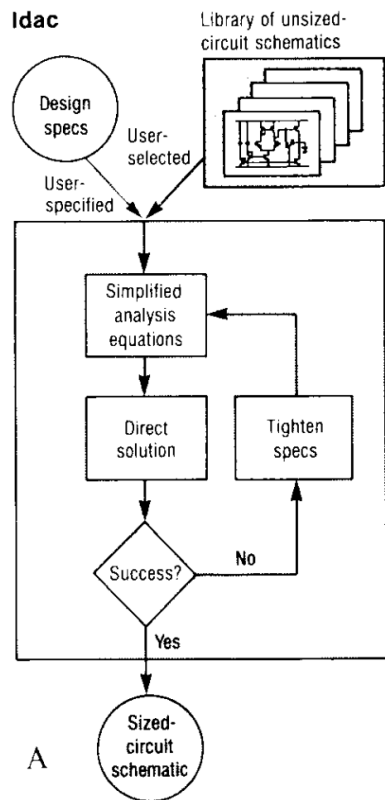 Idac
Library of unsized-
circuit schematics
Design
specs
User-
selected
User-
specified
Simplified
analysis
equations
Direct
solution
Tighten
specs
Success?
No
Yes
Sized-
circuit
schematic
A